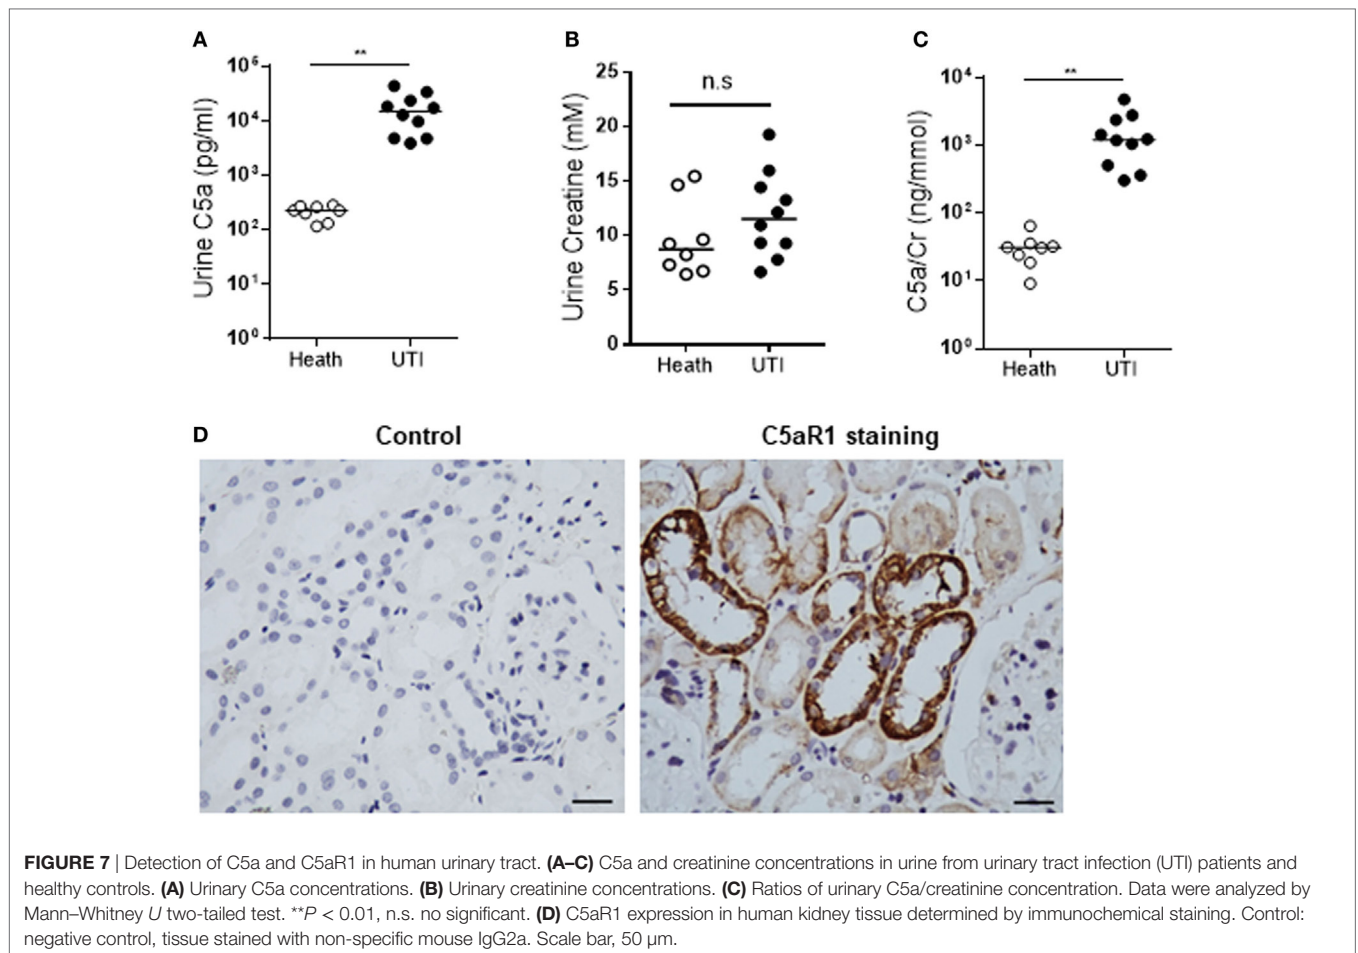 A
**
10⁶
10⁴
10³
10²
10¹
10⁰
Urine C5a (pg/ml)
Heath
UTI
B
n.s
25
20
15
10
5
0
Urine Creatine (mM)
Heath
UTI
C
**
10⁴
10³
10²
10¹
10⁰
C5a/Cr (ng/mmol)
Heath
UTI
D
Control
C5aR1 staining
FIGURE 7 | Detection of C5a and C5aR1 in human urinary tract. (A–C) C5a and creatinine concentrations in urine from urinary tract infection (UTI) patients and
healthy controls. (A) Urinary C5a concentrations. (B) Urinary creatinine concentrations. (C) Ratios of urinary C5a/creatinine concentration. Data were analyzed by
Mann–Whitney U two-tailed test. **P < 0.01, n.s. no significant. (D) C5aR1 expression in human kidney tissue determined by immunochemical staining. Control:
negative control, tissue stained with non-specific mouse IgG2a. Scale bar, 50 μm.